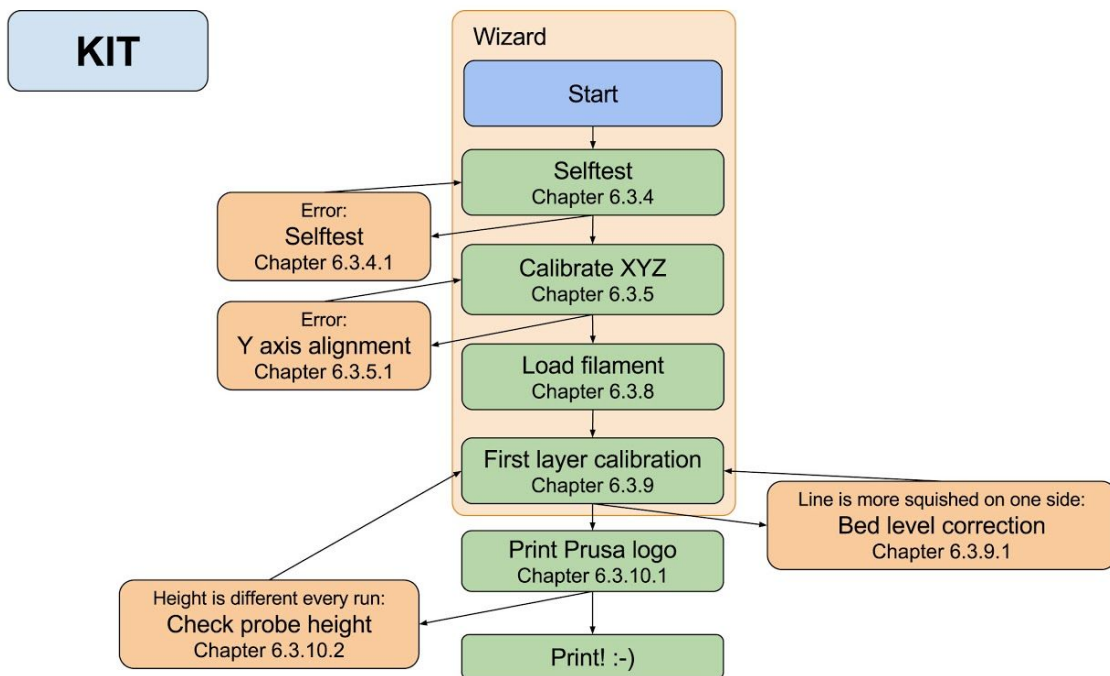 KIT
Wizard
Start
Selftest
Chapter 6.3.4
Error:
Selftest
Chapter 6.3.4.1
Calibrate XYZ
Chapter 6.3.5
Error:
Y axis alignment
Chapter 6.3.5.1
Load filament
Chapter 6.3.8
First layer calibration
Chapter 6.3.9
Line is more squished on one side:
Bed level correction
Chapter 6.3.9.1
Print Prusa logo
Chapter 6.3.10.1
Height is different every run:
Check probe height
Chapter 6.3.10.2
Print! :-)